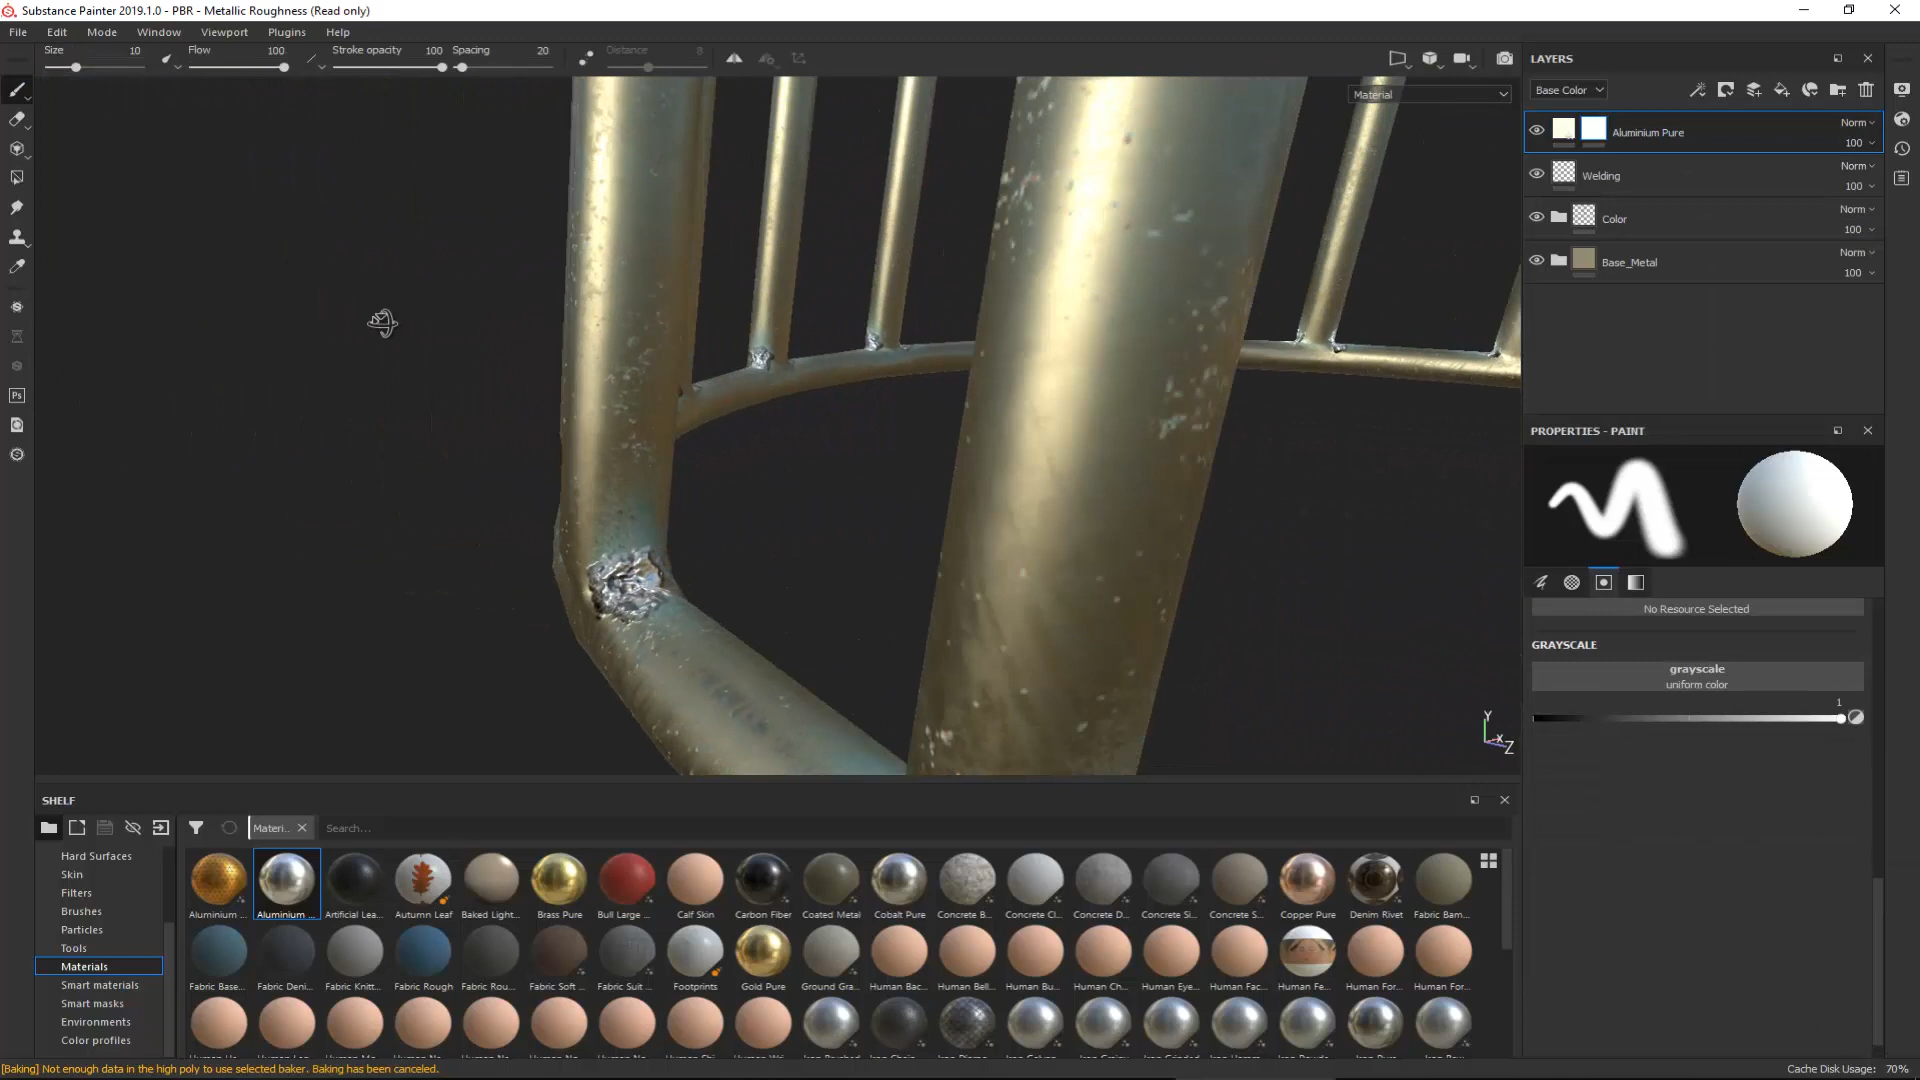 Substance Painter 2019.1.0 - PBR - Metallic Roughness (Read only)
File Edit Mode Window Viewport Plugins Help
Size 10 Flow 100 Stroke opacity 100 Spacing 20 Distance 8
Material
LAYERS
Base Color
Aluminium Pure Norm 100
Welding Norm 100
Color Norm 100
Base_Metal Norm 100
PROPERTIES - PAINT
No Resource Selected
GRAYSCALE
grayscale
uniform color
1
Y
X
Z
SHELF
Materi.. Search...
Hard Surfaces
Skin
Filters
Brushes
Particles
Tools
Materials
Smart materials
Smart masks
Environments
Color profiles
Aluminium ... Aluminium ... Artificial Lea... Autumn Leaf Baked Light... Brass Pure Bull Large ... Calf Skin Carbon Fiber Coated Metal Cobalt Pure Concrete B... Concrete Cl... Concrete D... Concrete Si... Concrete S... Copper Pure Denim Rivet Fabric Bam...
Fabric Base... Fabric Deni... Fabric Knitt... Fabric Rough Fabric Rou... Fabric Soft ... Fabric Suit ... Footprints Gold Pure Ground Gra... Human Bac... Human Bell... Human Bu... Human Ch... Human Eye... Human Fac... Human Fe... Human For... Human For...
[Baking] Not enough data in the high poly to use selected baker. Baking has been canceled.
Cache Disk Usage: 70%